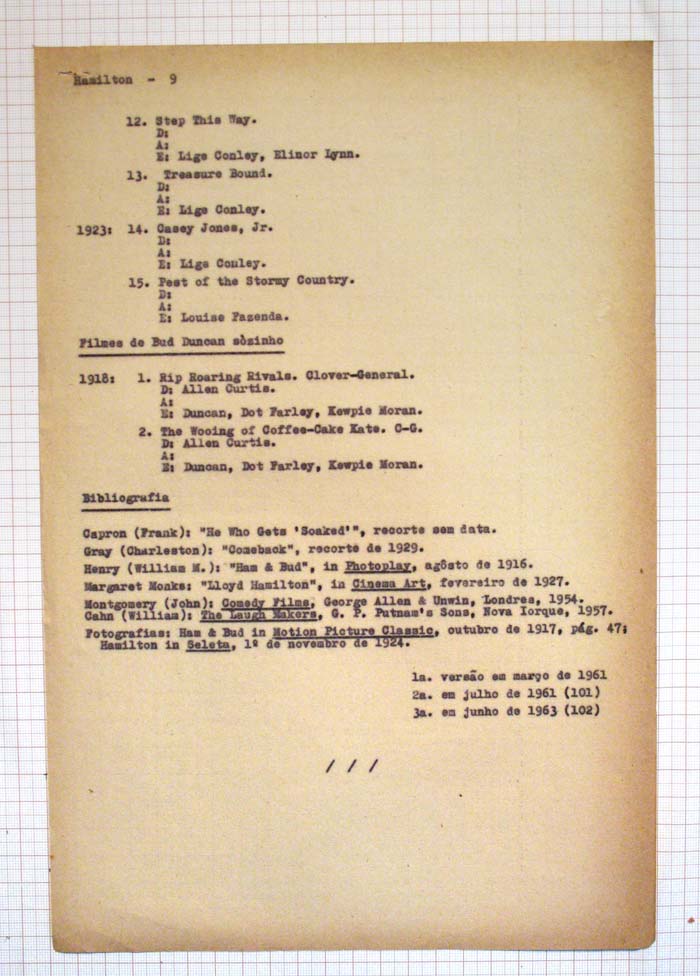 Hamilton - 9
12. Step This Way.
D:
A:
E: Lige Conley, Elinor Lynn.
13. Treasure Bound.
D:
A:
E: Lige Conley.
1923: 14. Casey Jones, Jr.
D:
A:
E: Lige Conley.
15. Pest of the Stormy Country.
D:
A:
E: Louise Fazenda.
Filmes de Bud Duncan sòzinho
1918: 1. Rip Roaring Rivals. Clover-General.
D: Allen Curtis.
A:
E: Duncan, Dot Farley, Kewpie Moran.
2. The Wooing of Coffee-Cake Kate. C-G.
D: Allen Curtis.
A:
E: Duncan, Dot Farley, Kewpie Moran.
Bibliografia
Capron (Frank): "He Who Gets 'Soaked'", recorte sem data.
Gray (Charleston): "Comeback", recorte de 1929.
Henry (William M.): "Ham & Bud", in Photoplay, agôsto de 1916.
Margaret Monks: "Lloyd Hamilton", in Cinema Art, fevereiro de 1927.
Montgomery (John): Comedy Films, George Allen & Unwin, Londres, 1954.
Cahn (William): The Laugh Makers, G. P. Putnam's Sons, Nova Iorque, 1957.
Fotografias: Ham & Bud in Motion Picture Classic, outubro de 1917, pág. 47;
Hamilton in Seleta, 1º de novembro de 1924.
1a. versão em março de 1961
2a. em julho de 1961 (101)
3a. em junho de 1963 (102)
/ / /